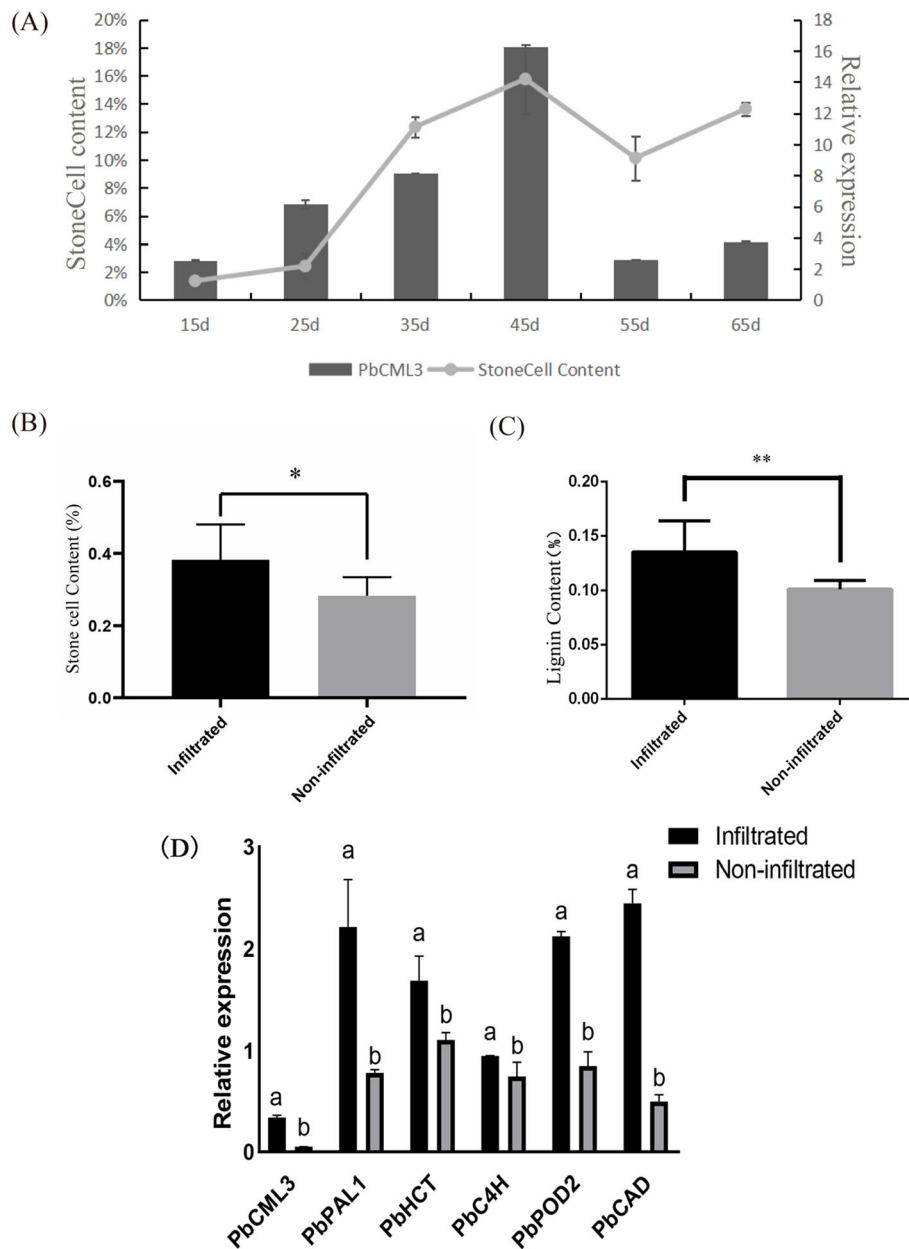 (A)
20%
18%
16%
14%
12%
10%
8%
6%
4%
2%
0%
StoneCell content
18
16
14
12
10
8
6
4
2
0
Relative expression
15d 25d 35d 45d 55d 65d
PbCML3 StoneCell Content
(B)
*
0.6
0.4
0.2
0.0
Stone cell Content (%)
Infiltrated
Non-infiltrated
(C)
**
0.20
0.15
0.10
0.05
0.00
Lignin Content (%)
Infiltrated
Non-infiltrated
(D)
Infiltrated
Non-infiltrated
3
2
1
0
Relative expression
a b a b a b a b a b a b
PbCML3
PbPAL1
PbHCT
PbC4H
PbPOD2
PbCAD